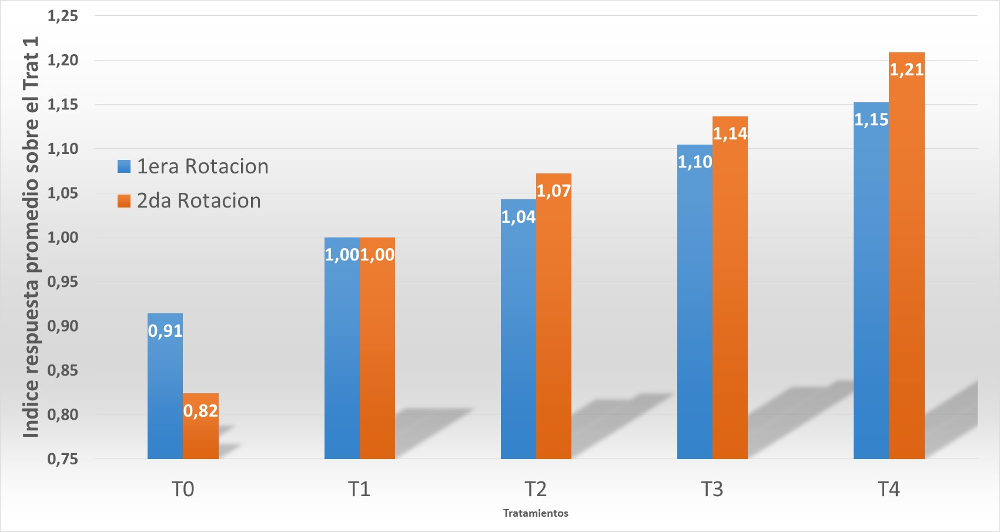 Indice respuesta promedio sobre el Trat 1
1,25
1,20
1,15
1,10
1,05
1,00
0,95
0,90
0,85
0,80
0,75
1era Rotacion
2da Rotacion
0,91
0,82
1,00
1,00
1,04
1,07
1,10
1,14
1,15
1,21
T0
T1
T2
T3
T4
Tratamientos